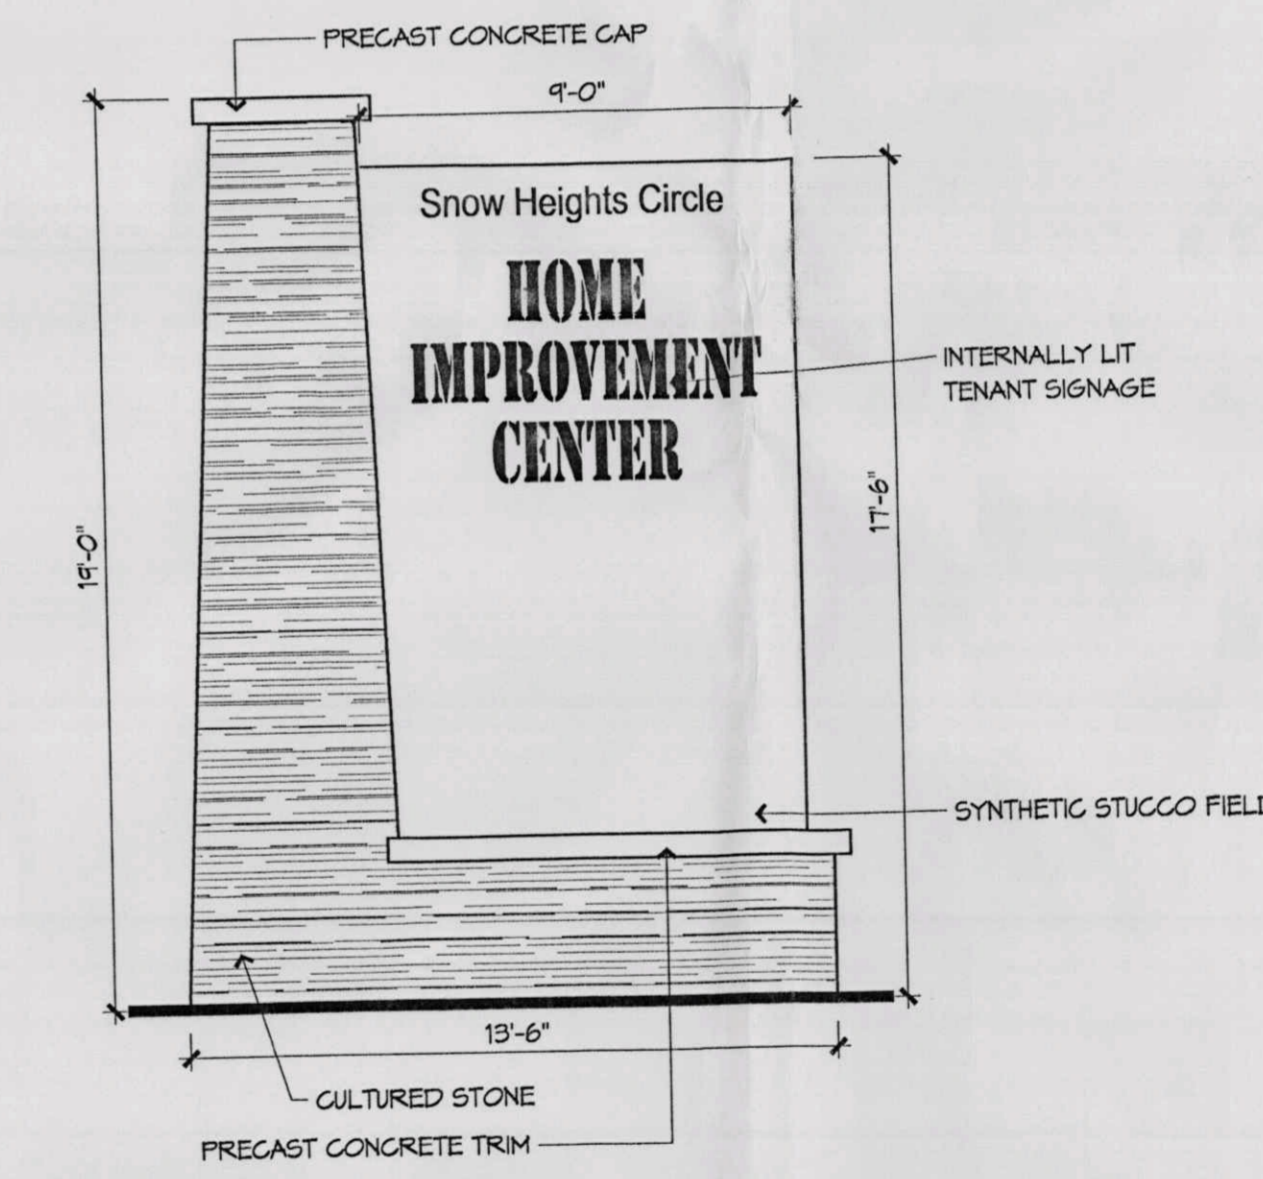 PRECAST CONCRETE CAP
9'-0"
Snow Heights Circle
HOME
IMPROVEMENT
CENTER
INTERNALLY LIT
TENANT SIGNAGE
17'-6"
19'-0"
SYNTHETIC STUCCO FIELD
13'-6"
CULTURED STONE
PRECAST CONCRETE TRIM